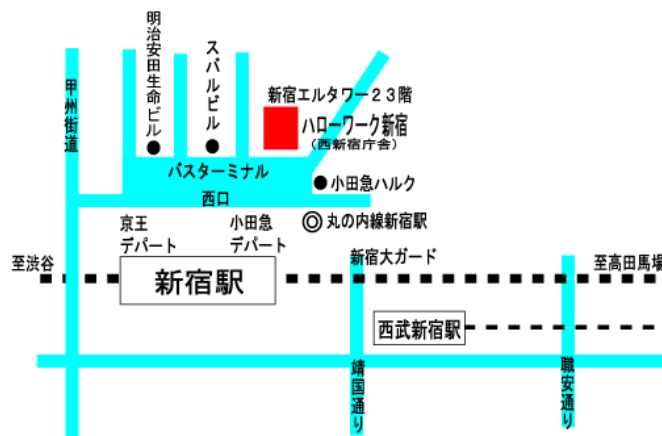 甲州街道
明治安田生命ビル
スバルビル
新宿エルタワー23階
ハローワーク新宿
(西新宿庁舎)
バスターミナル
西口
小田急ハルク
丸の内線新宿駅
京王
デパート
小田急
デパート
至渋谷
新宿駅
新宿大ガード
至高田馬場
西武新宿駅
靖国通り
職安通り